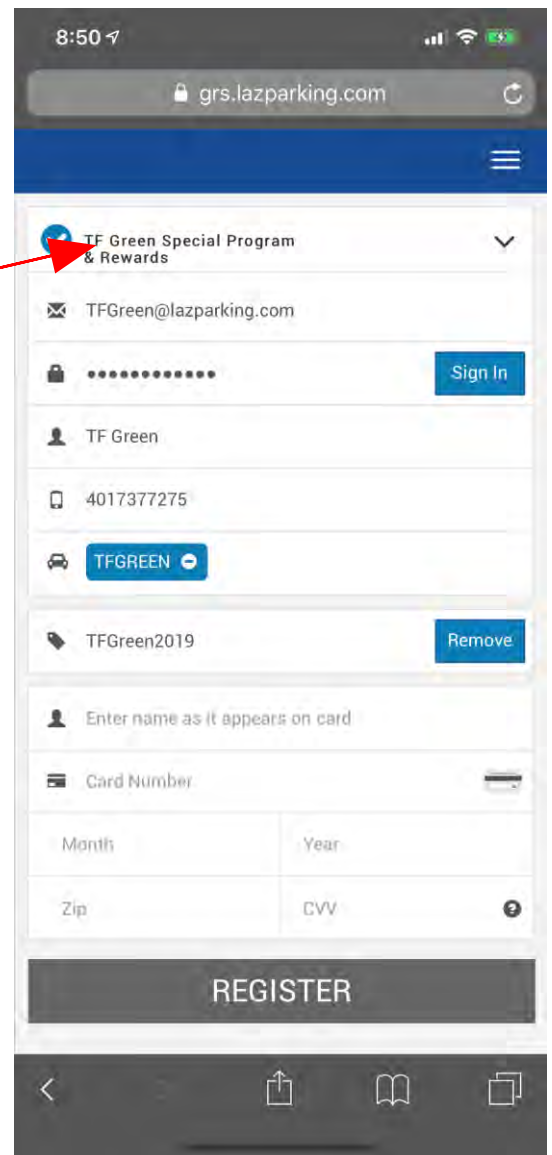 8:50
grs.lazparking.com
TF Green Special Program
& Rewards
TFGreen@lazparking.com
•••••••••••• Sign In
TF Green
4017377275
TFGREEN
TFGreen2019 Remove
Enter name as it appears on card
Card Number
Month Year
Zip CVV
REGISTER